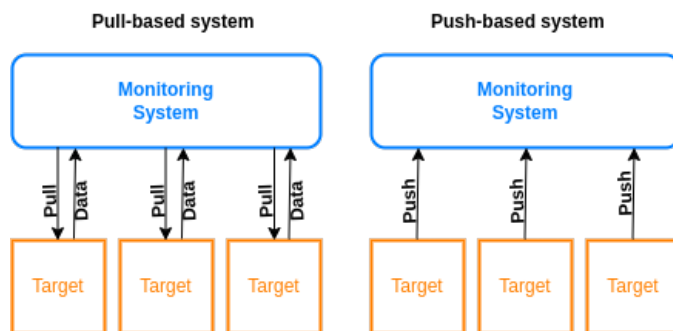 Pull-based system
Push-based system
Monitoring
System
Monitoring
System
Pull
Data
Pull
Data
Pull
Data
Push
Push
Push
Target
Target
Target
Target
Target
Target